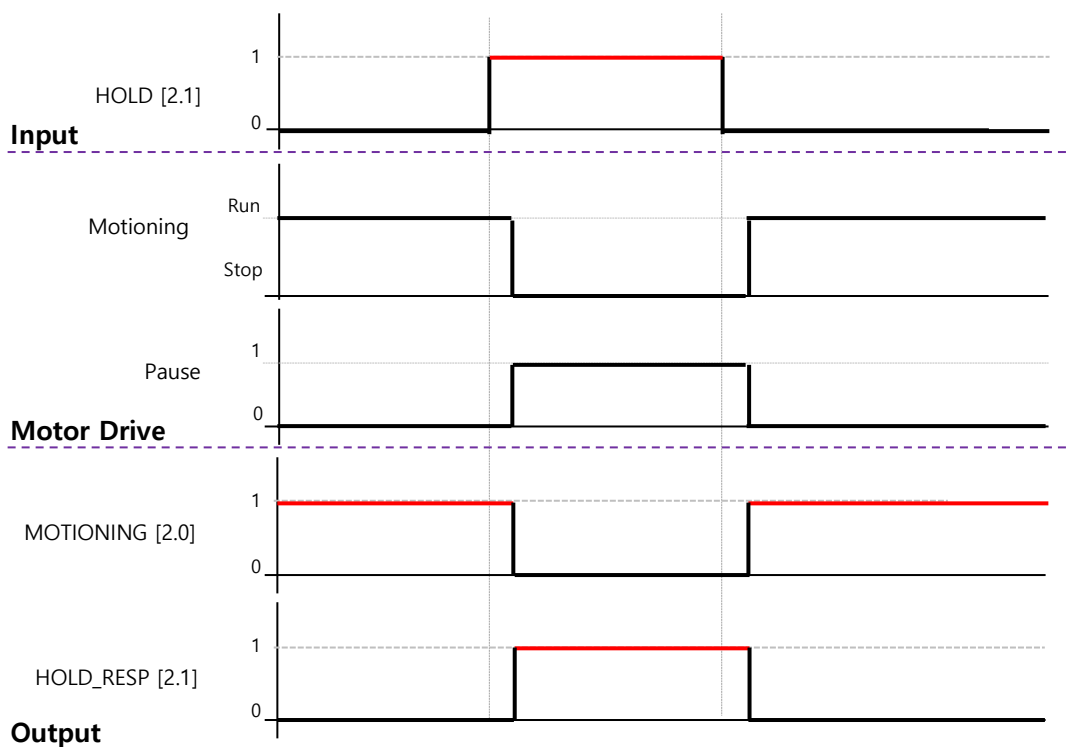 1
HOLD [2.1]
0
Input
Run
Motioning
Stop
1
Pause
0
Motor Drive
1
MOTIONING [2.0]
0
1
HOLD_RESP [2.1]
0
Output